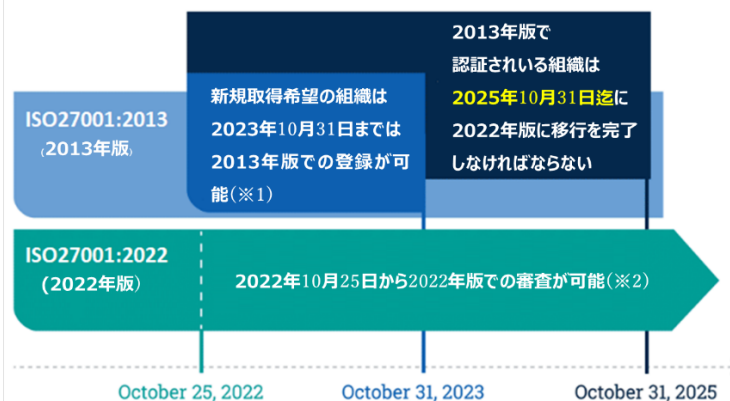 ISO27001:2013
(2013年版)
新規取得希望の組織は
2023年10月31日までは
2013年版での登録が可
能(※1)
2013年版で
認証されいる組織は
2025年10月31日迄に
2022年版に移行を完了
しなければならない
ISO27001:2022
(2022年版)
2022年10月25日から2022年版での審査が可能(※2)
October 25, 2022
October 31, 2023
October 31, 2025